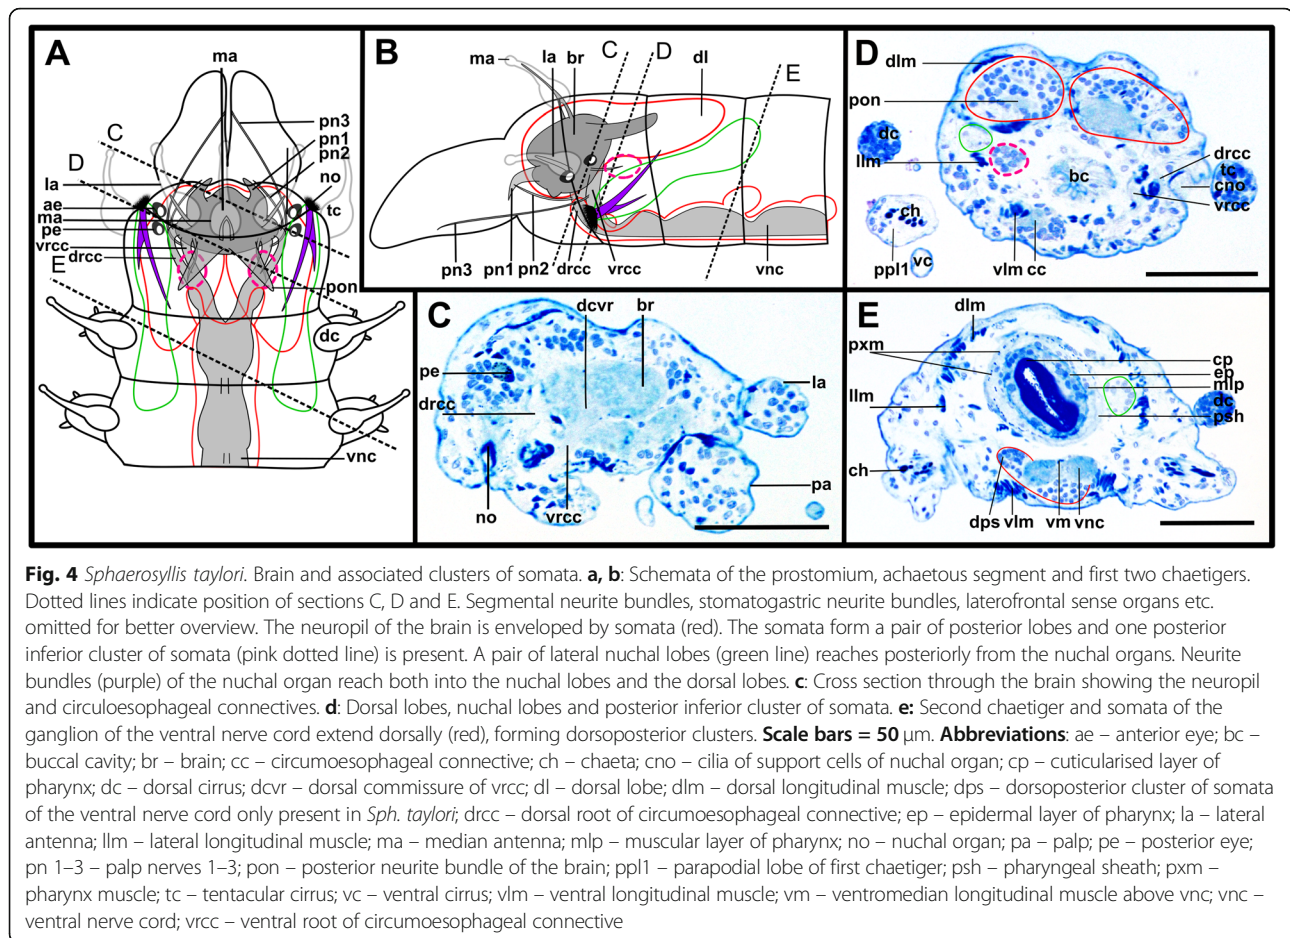 A
ma
C
D
la
ae
ma
pe
vrcc
drcc
E
pn3
pn1
pn2
no
tc
pon
dc
vnc
B
ma
la
br
C
D
dl
E
pn3
pn1
pn2
drcc
vrcc
vnc
C
dcvr
br
pe
drcc
la
no
vrcc
pa
D
dlm
pon
dc
llm
bc
drcc
tc
cno
vrcc
ch
ppl1
vc
vlm cc
E
dlm
pxm
cp
ep
mlp
llm
dc
psh
ch
dps vlm
vm vnc
Fig. 4 Sphaerosyllis taylori. Brain and associated clusters of somata. a, b: Schemata of the prostomium, achaetous segment and first two chaetigers.
Dotted lines indicate position of sections C, D and E. Segmental neurite bundles, stomatogastric neurite bundles, laterofrontal sense organs etc.
omitted for better overview. The neuropil of the brain is enveloped by somata (red). The somata form a pair of posterior lobes and one posterior
inferior cluster of somata (pink dotted line) is present. A pair of lateral nuchal lobes (green line) reaches posteriorly from the nuchal organs. Neurite
bundles (purple) of the nuchal organ reach both into the nuchal lobes and the dorsal lobes. c: Cross section through the brain showing the neuropil
and circuloesophageal connectives. d: Dorsal lobes, nuchal lobes and posterior inferior cluster of somata. e: Second chaetiger and somata of the
ganglion of the ventral nerve cord extend dorsally (red), forming dorsoposterior clusters. Scale bars = 50 μm. Abbreviations: ae – anterior eye; bc –
buccal cavity; br – brain; cc – circumoesophageal connective; ch – chaeta; cno – cilia of support cells of nuchal organ; cp – cuticularised layer of
pharynx; dc – dorsal cirrus; dcvr – dorsal commissure of vrcc; dl – dorsal lobe; dlm – dorsal longitudinal muscle; dps – dorsoposterior cluster of somata
of the ventral nerve cord only present in Sph. taylori; drcc – dorsal root of circumoesophageal connective; ep – epidermal layer of pharynx; la – lateral
antenna; llm – lateral longitudinal muscle; ma – median antenna; mlp – muscular layer of pharynx; no – nuchal organ; pa – palp; pe – posterior eye;
pn 1–3 – palp nerves 1–3; pon – posterior neurite bundle of the brain; ppl1 – parapodial lobe of first chaetiger; psh – pharyngeal sheath; pxm –
pharynx muscle; tc – tentacular cirrus; vc – ventral cirrus; vlm – ventral longitudinal muscle; vm – ventromedian longitudinal muscle above vnc; vnc –
ventral nerve cord; vrcc – ventral root of circumoesophageal connective